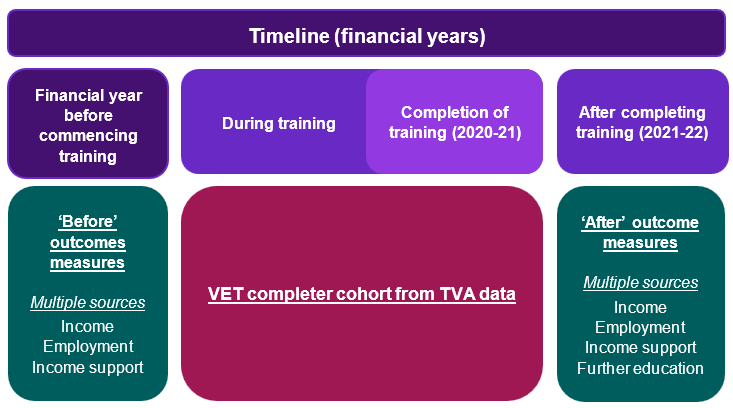 Timeline (financial years)
Financial year
before
commencing
training
During training
Completion of
training (2020-21)
After completing
training (2021-22)
‘Before’
outcomes
measures
Multiple sources
Income
Employment
Income support
VET completer cohort from TVA data
‘After’ outcome
measures
Multiple sources
Income
Employment
Income support
Further education